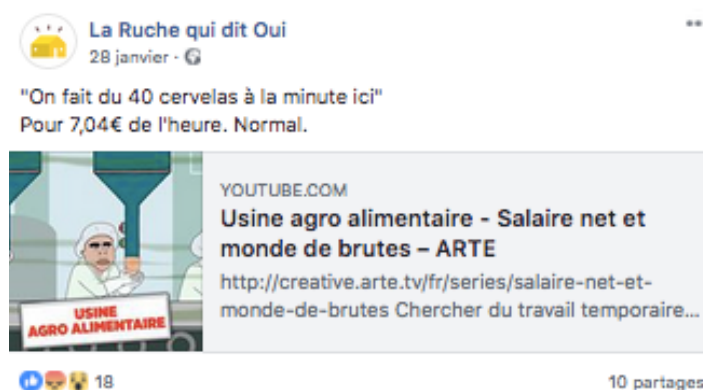 La Ruche qui dit Oui
28 janvier ·
"On fait du 40 cervelas à la minute ici"
Pour 7,04€ de l'heure. Normal.
YOUTUBE.COM
Usine agro alimentaire - Salaire net et
monde de brutes – ARTE
http://creative.arte.tv/fr/series/salaire-net-et-
monde-de-brutes Chercher du travail temporaire...
USINE
AGRO ALIMENTAIRE
18
10 partages